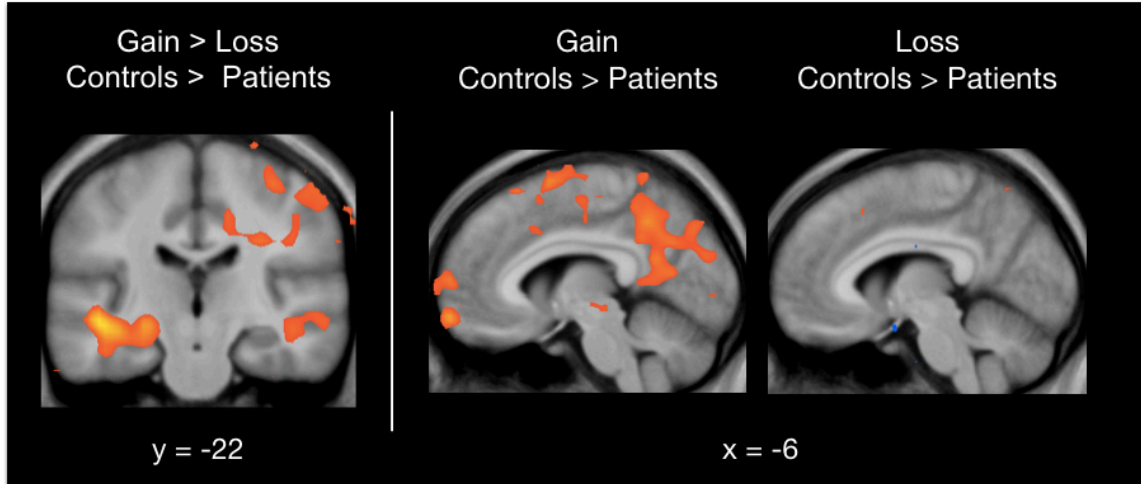 Gain > Loss
Controls > Patients
Gain
Controls > Patients
Loss
Controls > Patients
y = -22
x = -6